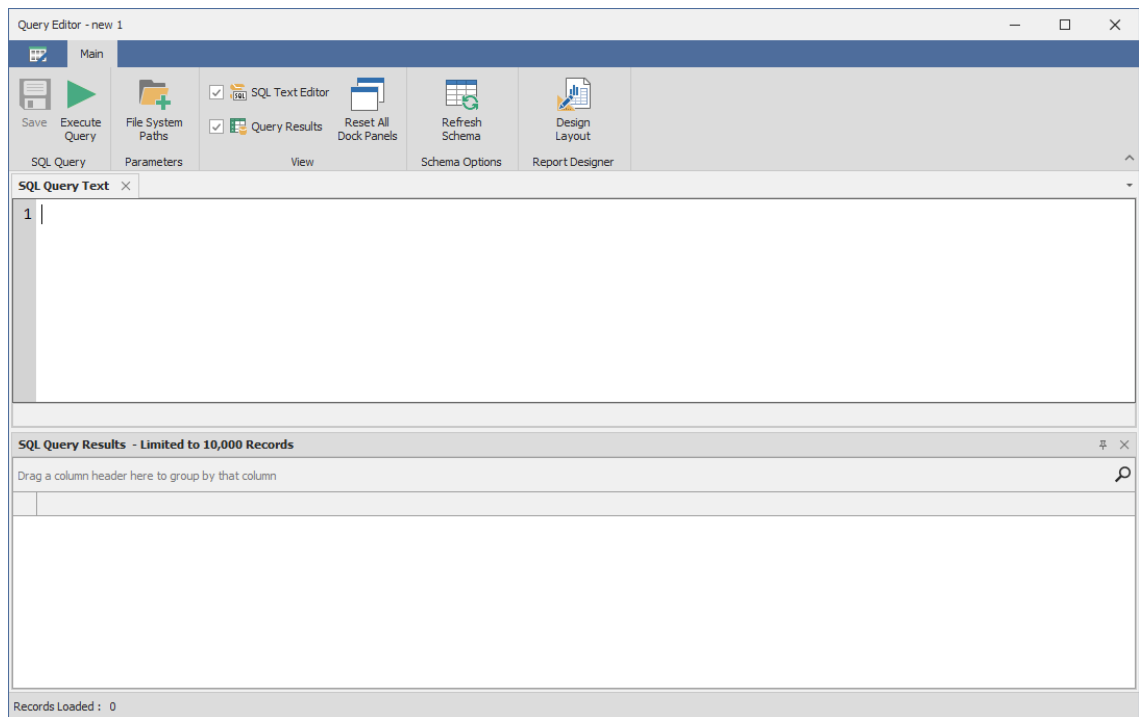 Query Editor - new 1
Main
Save
Execute
Query
SQL Query
File System
Paths
Parameters
SQL
SQL Text Editor
Query Results
Reset All
Dock Panels
View
Refresh
Schema
Schema Options
Design
Layout
Report Designer
SQL Query Text
1
SQL Query Results - Limited to 10,000 Records
Drag a column header here to group by that column
Records Loaded : 0